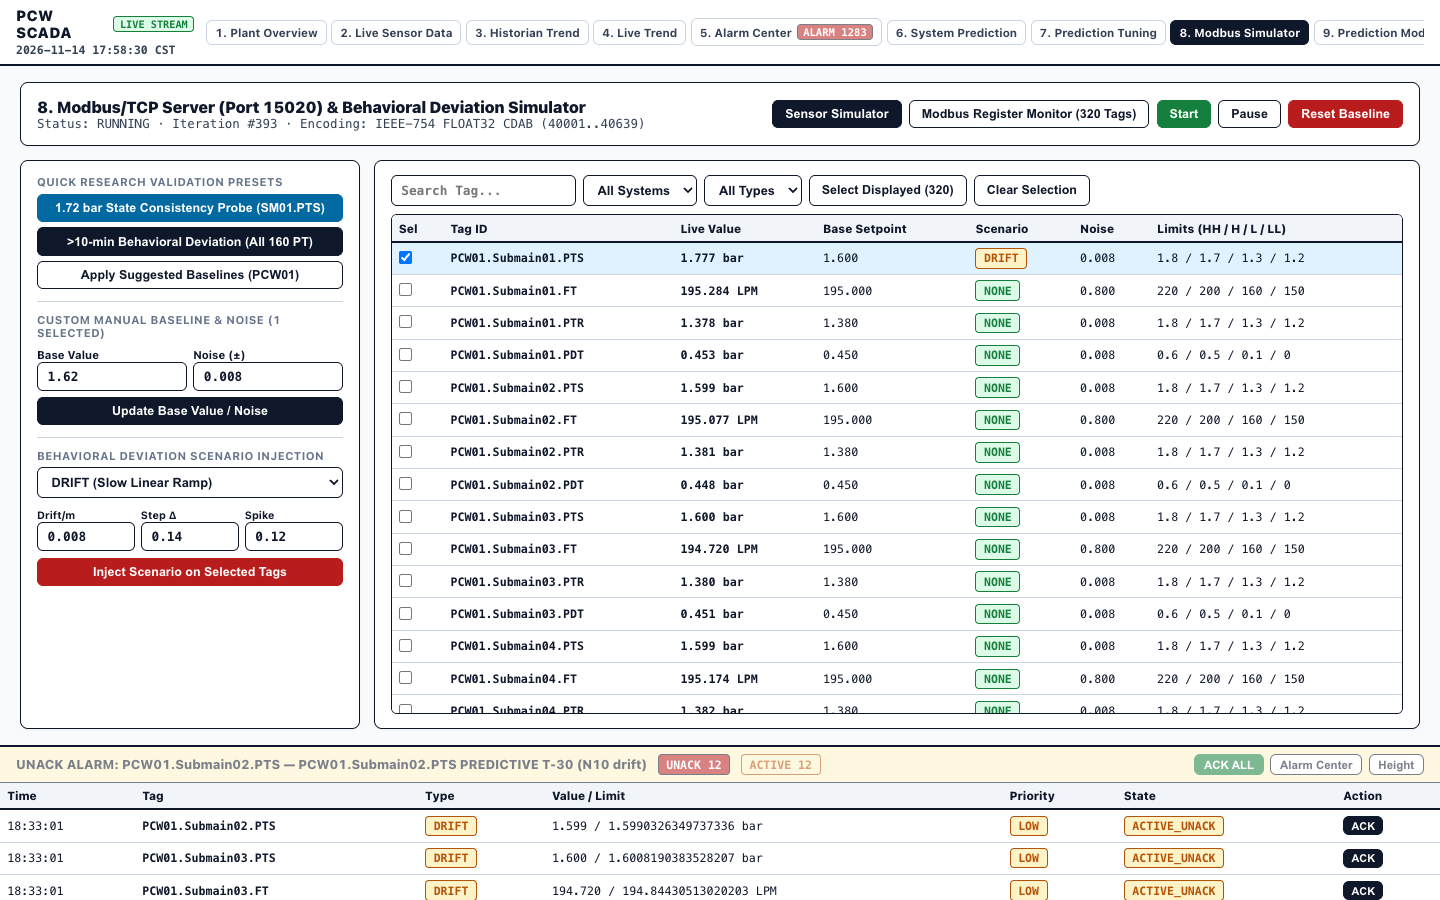 PCW SCADA
LIVE STREAM
2026-11-14 17:58:30 CST
1. Plant Overview
2. Live Sensor Data
3. Historian Trend
4. Live Trend
5. Alarm Center ALARM 1283
6. System Prediction
7. Prediction Tuning
8. Modbus Simulator
9. Prediction Mod
8. Modbus/TCP Server (Port 15020) & Behavioral Deviation Simulator
Status: RUNNING · Iteration #393 · Encoding: IEEE-754 FLOAT32 CDAB (40001..40639)
Sensor Simulator
Modbus Register Monitor (320 Tags)
Start
Pause
Reset Baseline
QUICK RESEARCH VALIDATION PRESETS
1.72 bar State Consistency Probe (SM01.PTS)
>10-min Behavioral Deviation (All 160 PT)
Apply Suggested Baselines (PCW01)
CUSTOM MANUAL BASELINE & NOISE (1
SELECTED)
Base Value Noise (±)
1.62 0.008
Update Base Value / Noise
BEHAVIORAL DEVIATION SCENARIO INJECTION
DRIFT (Slow Linear Ramp)
Drift/m Step Δ Spike
0.008 0.14 0.12
Inject Scenario on Selected Tags
Search Tag... All Systems All Types Select Displayed (320) Clear Selection
Sel Tag ID Live Value Base Setpoint Scenario Noise Limits (HH / H / L / LL)
PCW01.Submain01.PTS 1.777 bar 1.600 DRIFT 0.008 1.8 / 1.7 / 1.3 / 1.2
PCW01.Submain01.FT 195.284 LPM 195.000 NONE 0.800 220 / 200 / 160 / 150
PCW01.Submain01.PTR 1.378 bar 1.380 NONE 0.008 1.8 / 1.7 / 1.3 / 1.2
PCW01.Submain01.PDT 0.453 bar 0.450 NONE 0.008 0.6 / 0.5 / 0.1 / 0
PCW01.Submain02.PTS 1.599 bar 1.600 NONE 0.008 1.8 / 1.7 / 1.3 / 1.2
PCW01.Submain02.FT 195.077 LPM 195.000 NONE 0.800 220 / 200 / 160 / 150
PCW01.Submain02.PTR 1.381 bar 1.380 NONE 0.008 1.8 / 1.7 / 1.3 / 1.2
PCW01.Submain02.PDT 0.448 bar 0.450 NONE 0.008 0.6 / 0.5 / 0.1 / 0
PCW01.Submain03.PTS 1.600 bar 1.600 NONE 0.008 1.8 / 1.7 / 1.3 / 1.2
PCW01.Submain03.FT 194.720 LPM 195.000 NONE 0.800 220 / 200 / 160 / 150
PCW01.Submain03.PTR 1.380 bar 1.380 NONE 0.008 1.8 / 1.7 / 1.3 / 1.2
PCW01.Submain03.PDT 0.451 bar 0.450 NONE 0.008 0.6 / 0.5 / 0.1 / 0
PCW01.Submain04.PTS 1.599 bar 1.600 NONE 0.008 1.8 / 1.7 / 1.3 / 1.2
PCW01.Submain04.FT 195.174 LPM 195.000 NONE 0.800 220 / 200 / 160 / 150
PCW01.Submain04.PTR 1.382 bar 1.380 NONE 0.008 1.8 / 1.7 / 1.3 / 1.2
UNACK ALARM: PCW01.Submain02.PTS — PCW01.Submain02.PTS PREDICTIVE T-30 (N10 drift) UNACK 12 ACTIVE 12 ACK ALL Alarm Center Height
Time Tag Type Value / Limit Priority State Action
18:33:01 PCW01.Submain02.PTS DRIFT 1.599 / 1.5990326349737336 bar LOW ACTIVE_UNACK ACK
18:33:01 PCW01.Submain03.PTS DRIFT 1.600 / 1.6008190383528207 bar LOW ACTIVE_UNACK ACK
18:33:01 PCW01.Submain03.FT DRIFT 194.720 / 194.84430513020203 LPM LOW ACTIVE_UNACK ACK